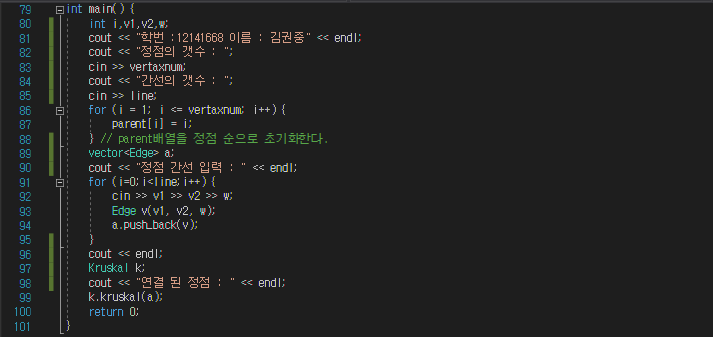 79 int main() {
80 int i,v1,v2,w;
81 cout << "학번 :12141668 이름 : 김권중" << endl;
82 cout << "정점의 갯수 : ";
83 cin >> vertaxnum;
84 cout << "간선의 갯수 : ";
85 cin >> line;
86 for (i = 1; i <= vertaxnum; i++) {
87 parent[i] = i;
88 } // parent배열을 정점 순으로 초기화한다.
89 vector<Edge> a;
90 cout << "정점 간선 입력 : " << endl;
91 for (i=0;i<line;i++) {
92 cin >> v1 >> v2 >> w;
93 Edge v(v1, v2, w);
94 a.push_back(v);
95 }
96 cout << endl;
97 Kruskal k;
98 cout << "연결 된 정점 : " << endl;
99 k.kruskal(a);
100 return 0;
101 }